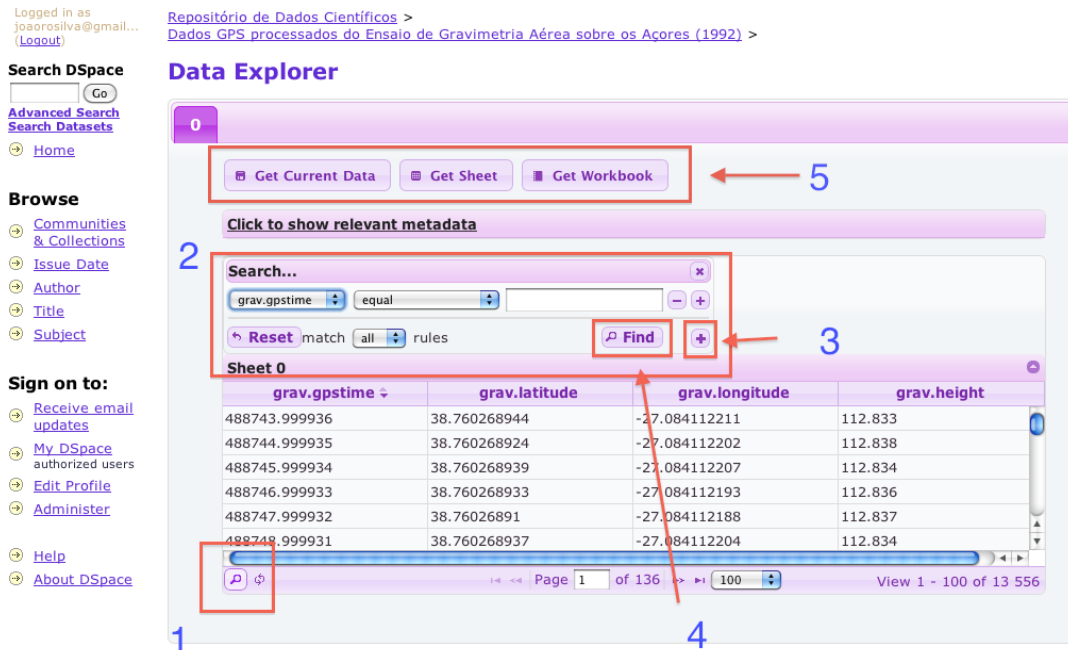 Logged in as
joaorosilva@gmail...
(Logout)
Search DSpace
Go
Advanced Search
Search Datasets
Home
Browse
Communities
& Collections
Issue Date
Author
Title
Subject
Sign on to:
Receive email
updates
My DSpace
authorized users
Edit Profile
Administer
Help
About DSpace
Repositório de Dados Científicos >
Dados GPS processados do Ensaio de Gravimetria Aérea sobre os Açores (1992) >
Data Explorer
0
Get Current Data Get Sheet Get Workbook
5
Click to show relevant metadata
2
Search...
grav.gpstime equal
Reset match all rules Find
3
Sheet 0
grav.gpstime grav.latitude grav.longitude grav.height
488743.999936 38.760268944 -27.084112211 112.833
488744.999935 38.760268924 -27.084112202 112.838
488745.999934 38.760268939 -27.084112207 112.834
488746.999933 38.760268933 -27.084112193 112.836
488747.999932 38.76026891 -27.084112188 112.837
488748.999931 38.760268937 -27.084112204 112.834
Page 1 of 136 100 View 1 - 100 of 13 556
1
4